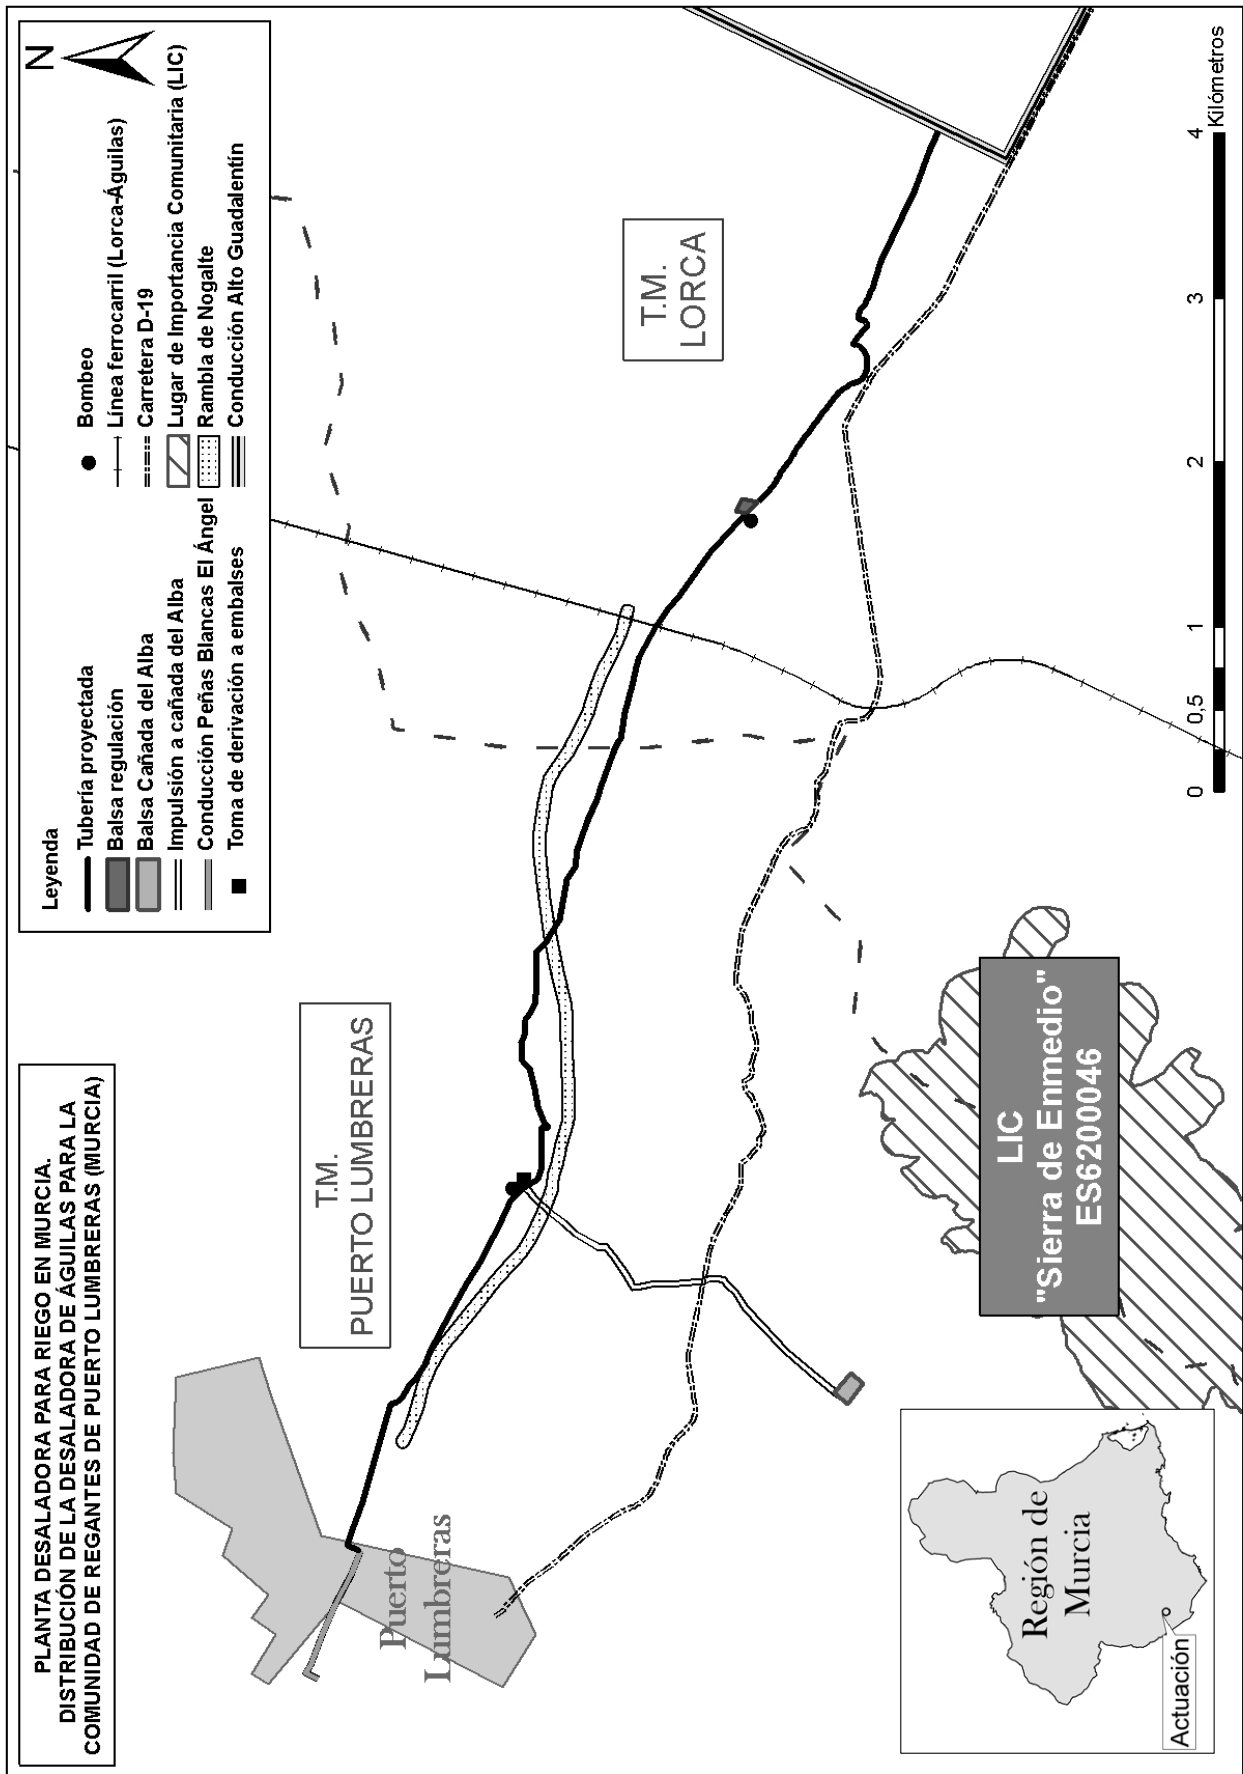 PLANTA DESALADORA PARA RIEGO EN MURCIA.
DISTRIBUCIÓN DE LA DESALADORA DE ÁGUILAS PARA LA
COMUNIDAD DE REGANTES DE PUERTO LUMBRERAS (MURCIA)
Leyenda
Tubería proyectada
Balsa regulación
Balsa Cañada del Alba
Impulsión a cañada del Alba
Conducción Peñas Blancas El Ángel
Toma de derivación a embalses
Bombeo
Línea ferrocarril (Lorca-Águilas)
Carretera D-19
Lugar de Importancia Comunitaria (LIC)
Rambla de Nogalte
Conducción Alto Guadalentín
N
T.M.
PUERTO LUMBRERAS
T.M.
LORCA
Puerto
Lumbreras
LIC
"Sierra de Enmedio"
ES6200046
Región de
Murcia
Actuación
0 0,5 1 2 3 4
Kilómetros